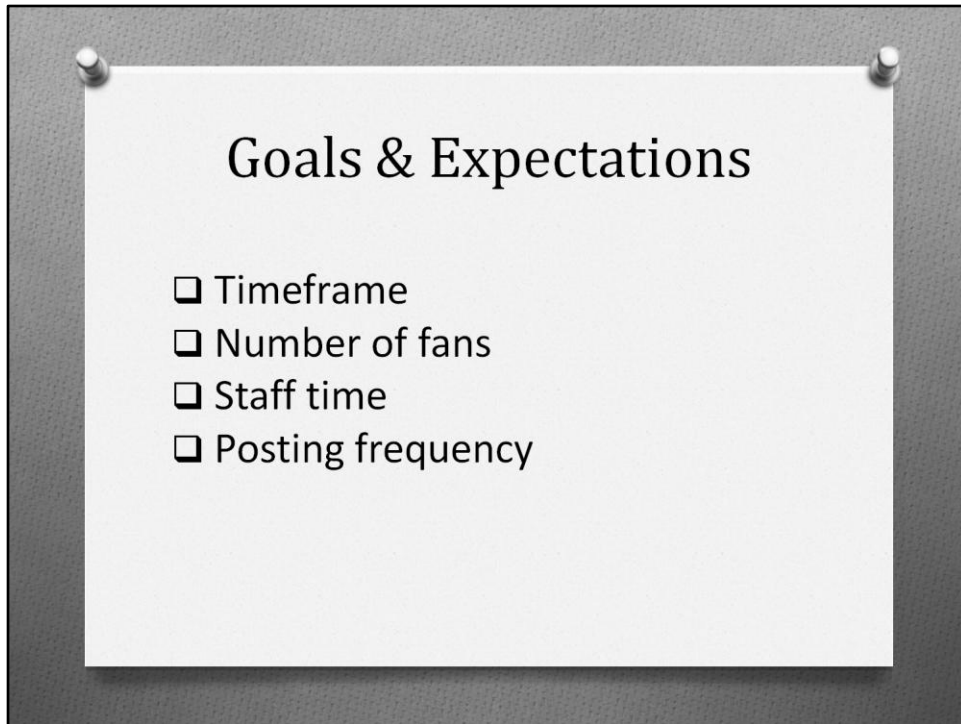 Goals & Expectations
❑ Timeframe
❑ Number of fans
❑ Staff time
❑ Posting frequency